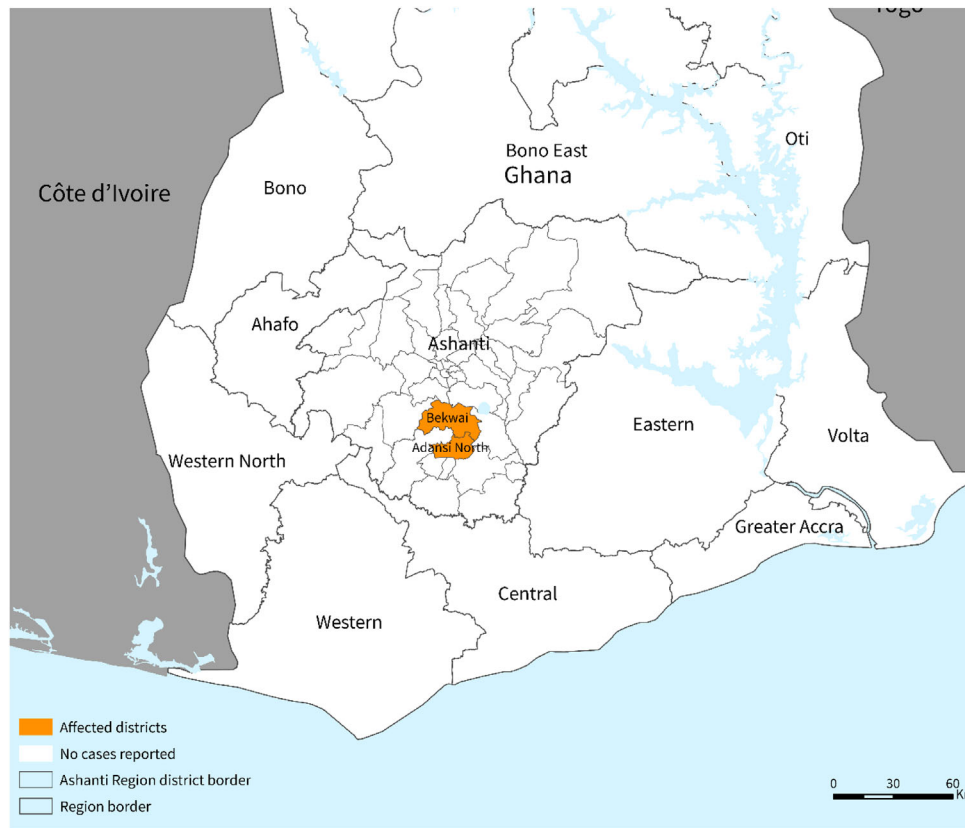 Togo
Oti
Bono East
Ghana
Côte d'Ivoire
Bono
Ahafo
Ashanti
Bekwai
Adansi North
Eastern
Volta
Western North
Greater Accra
Central
Western
Affected districts
No cases reported
Ashanti Region district border
Region border
0 30 60
K